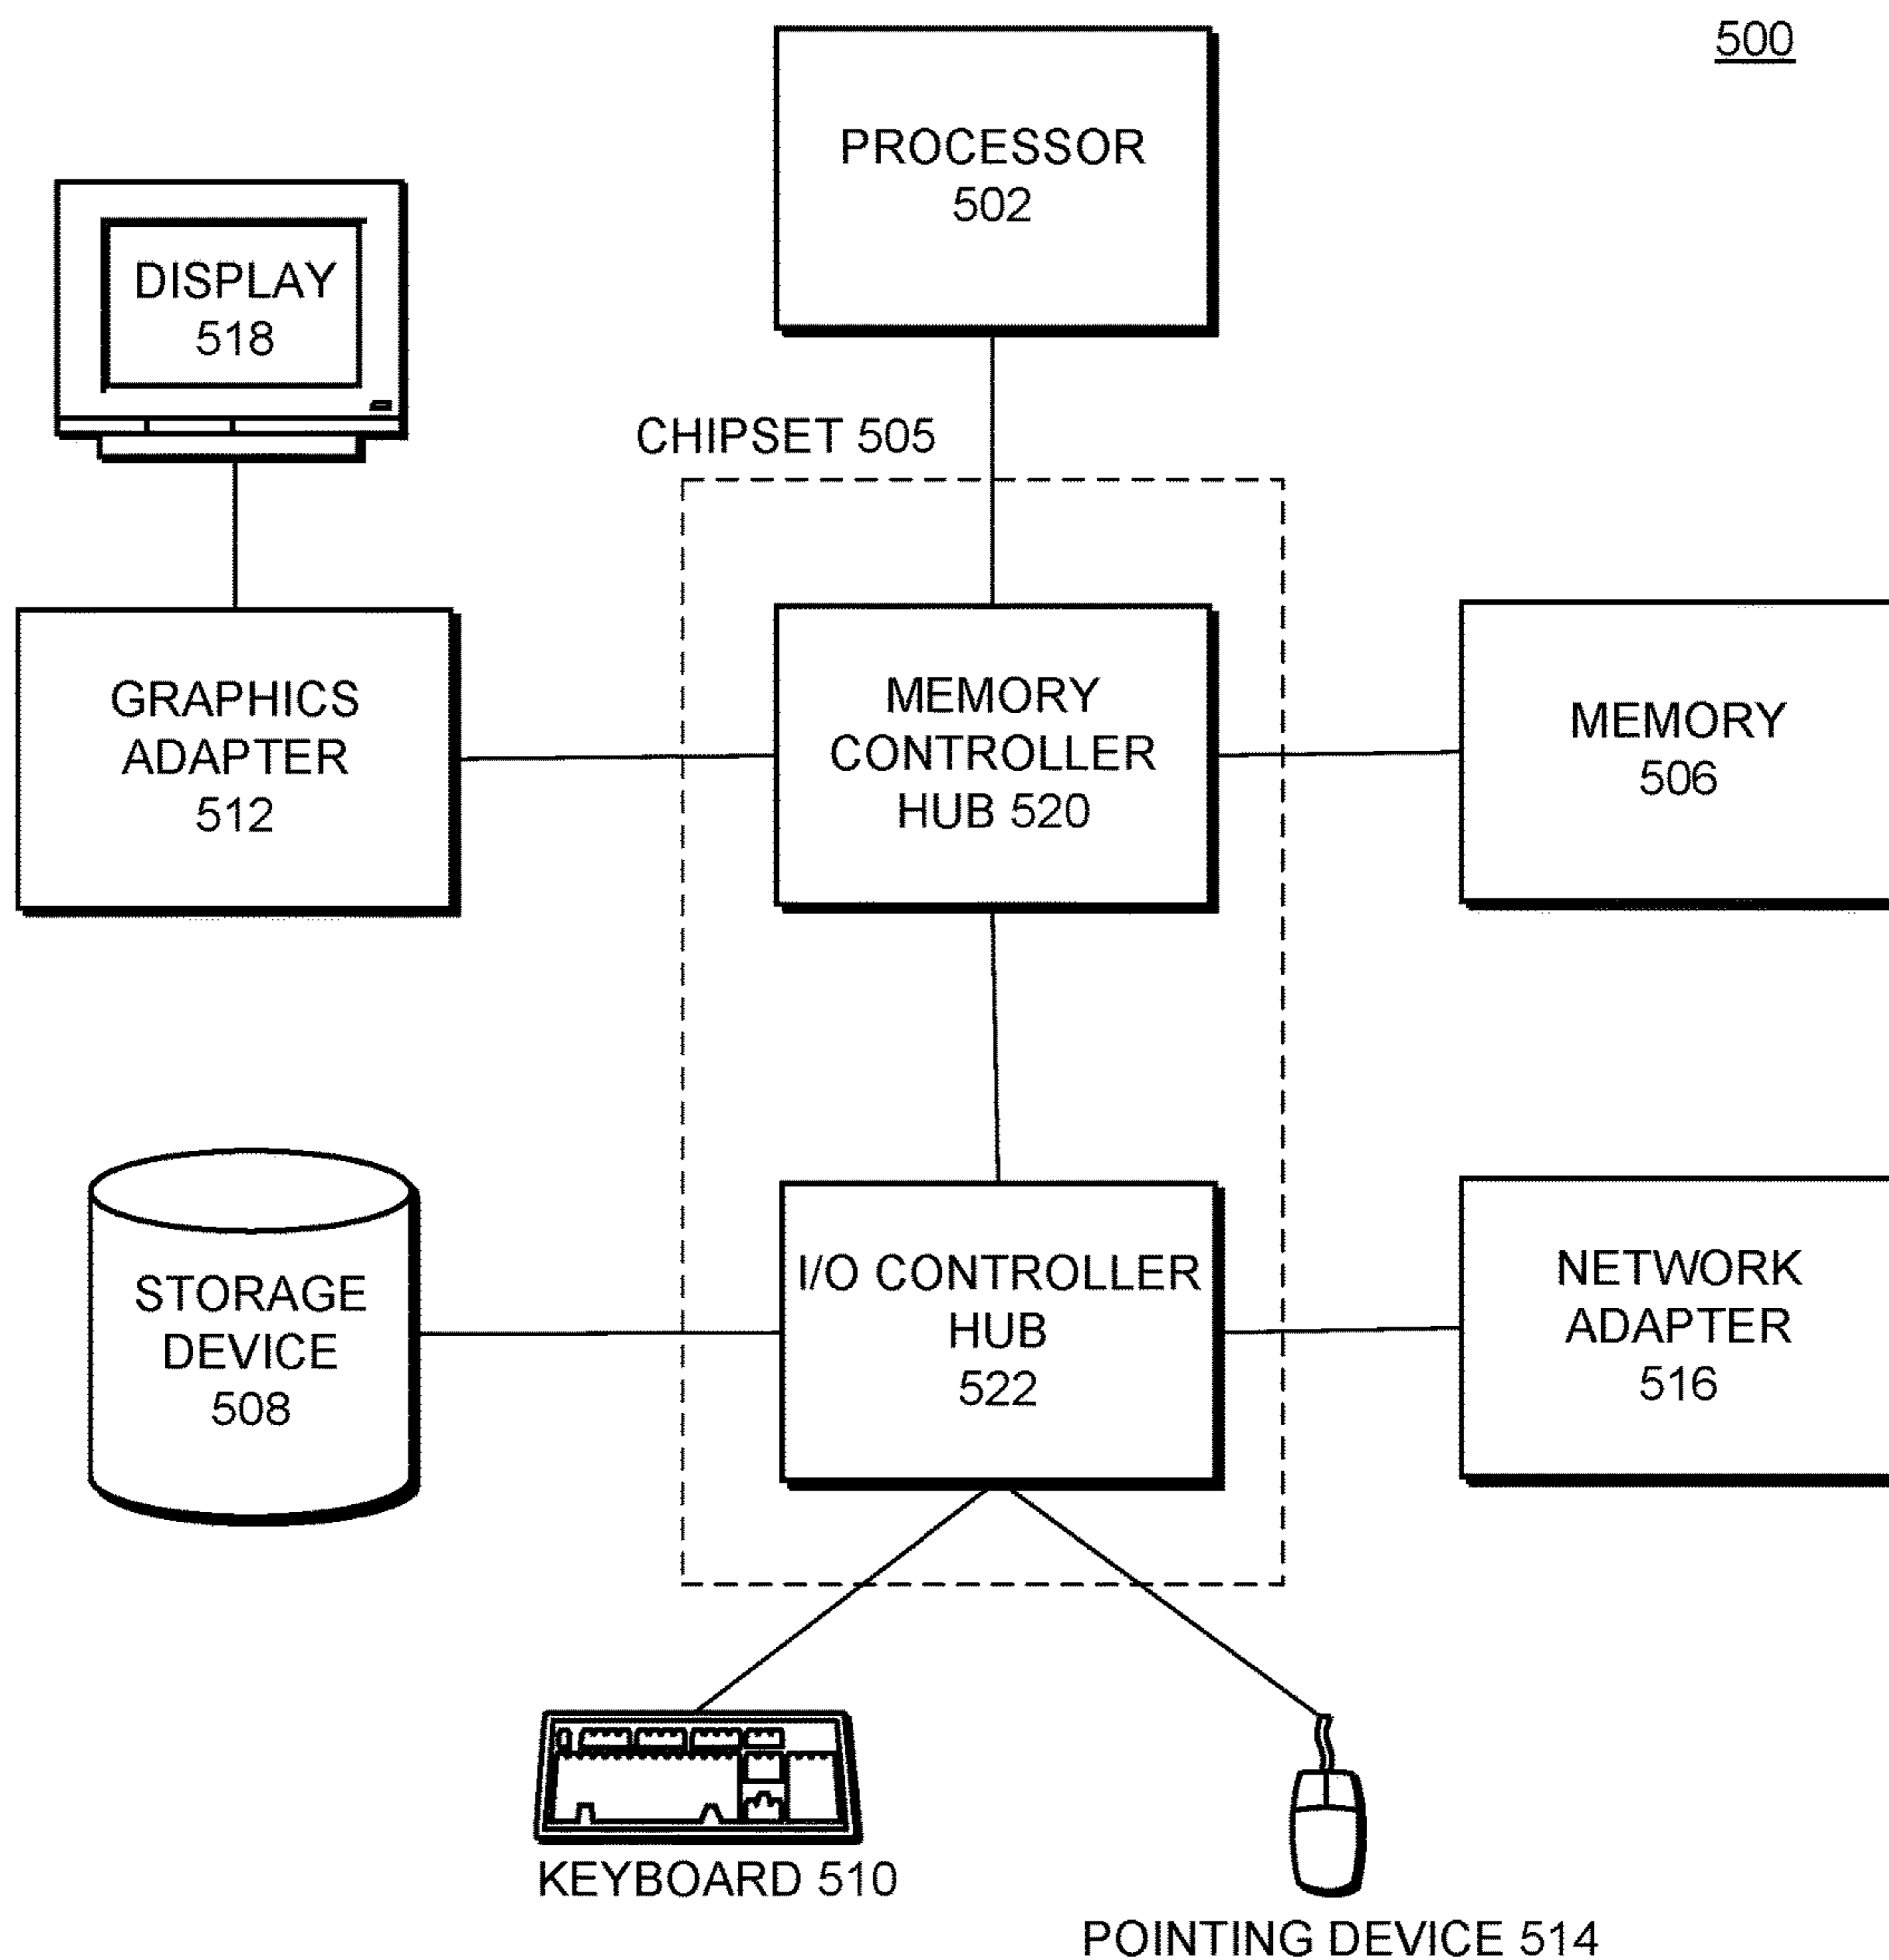 500
PROCESSOR
502
DISPLAY
518
CHIPSET 505
GRAPHICS
ADAPTER
512
MEMORY
CONTROLLER
HUB 520
MEMORY
506
STORAGE
DEVICE
508
I/O CONTROLLER
HUB
522
NETWORK
ADAPTER
516
KEYBOARD 510
POINTING DEVICE 514